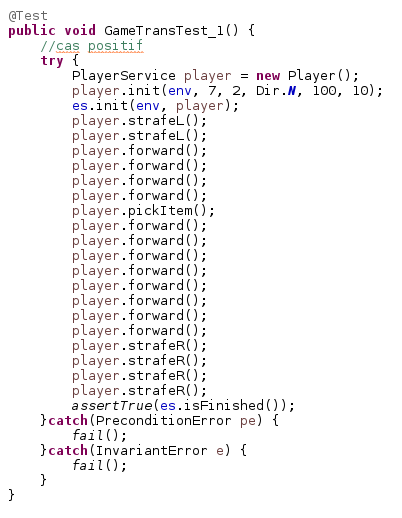 @Test
public void GameTransTest_1() {
    //cas positif
    try {
        PlayerService player = new Player();
        player.init(env, 7, 2, Dir.N, 100, 10);
        es.init(env, player);
        player.strafeL();
        player.strafeL();
        player.forward();
        player.forward();
        player.forward();
        player.forward();
        player.pickItem();
        player.forward();
        player.forward();
        player.forward();
        player.forward();
        player.forward();
        player.forward();
        player.forward();
        player.forward();
        player.strafeR();
        player.strafeR();
        player.strafeR();
        player.strafeR();
        assertTrue(es.isFinished());
    }catch(PreconditionError pe) {
        fail();
    }catch(InvariantError e) {
        fail();
    }
}